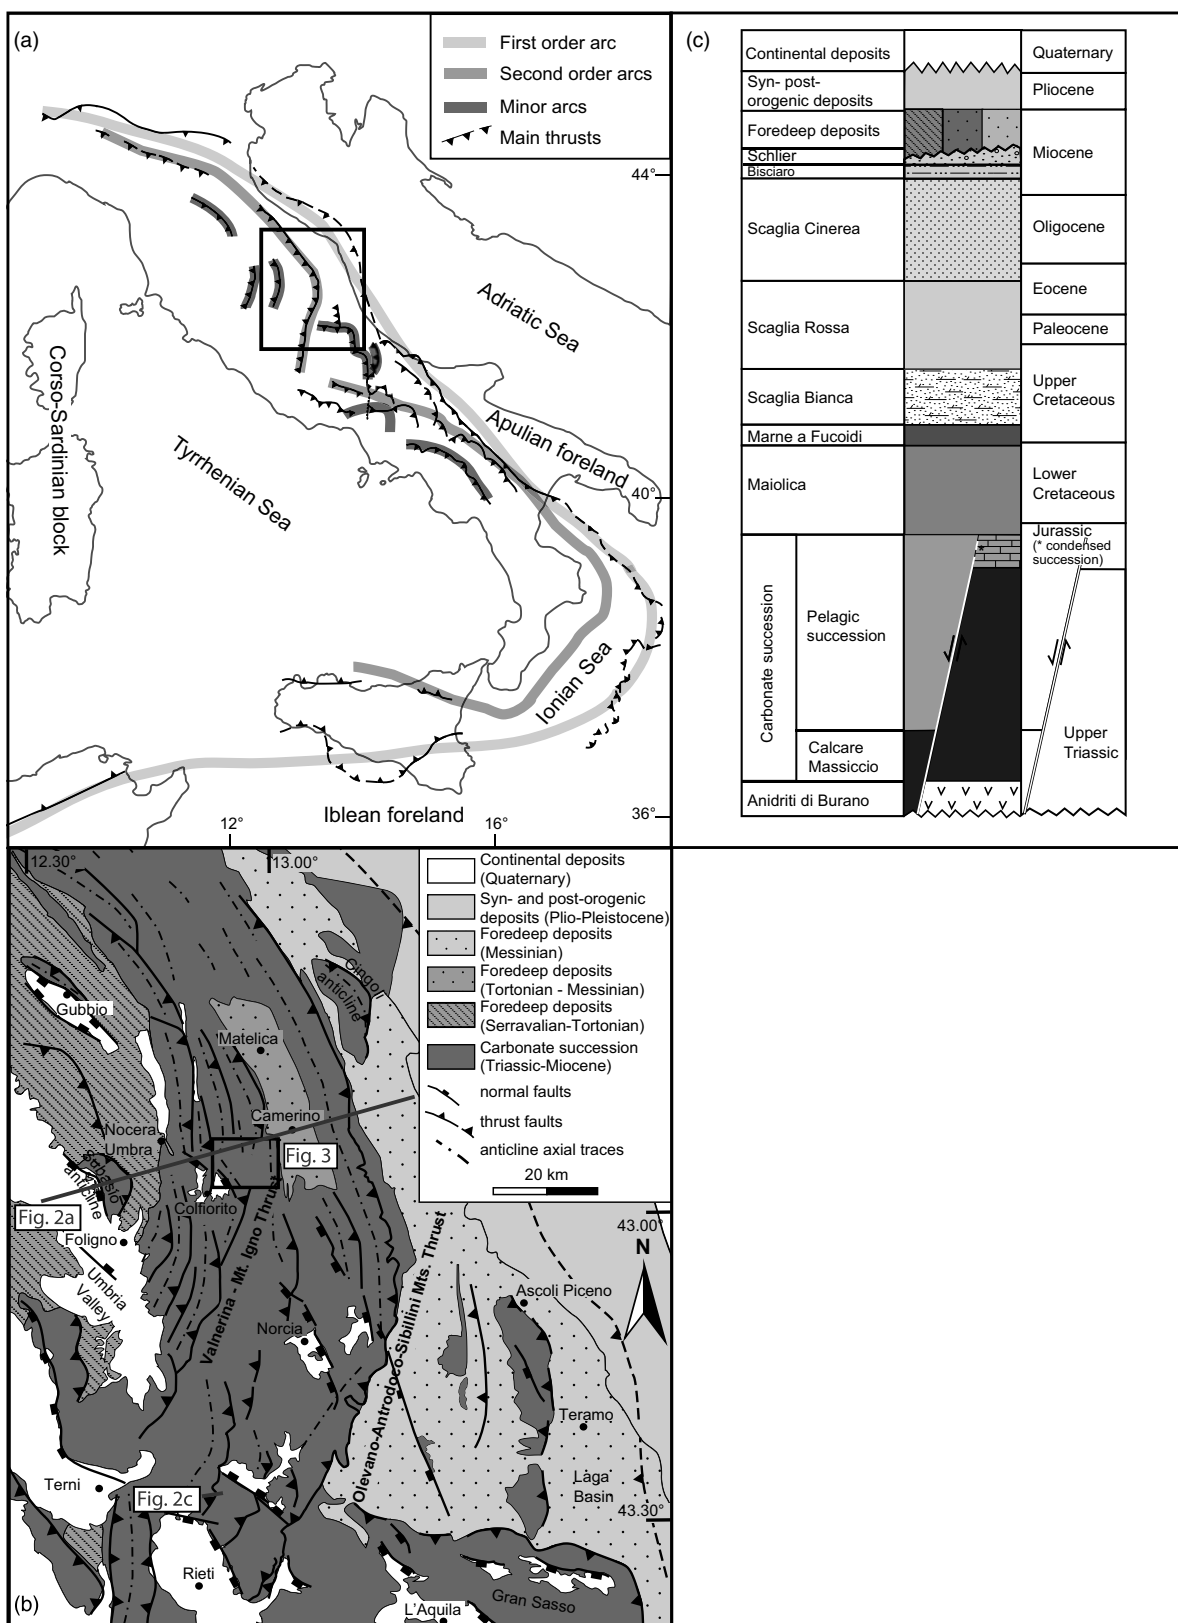 (a)
First order arc
Second order arcs
Minor arcs
Main thrusts
44°
Adriatic Sea
Corso-Sardinian block
Tyrrhenian Sea
Apulian foreland
40°
Ionian Sea
Iblean foreland
36°
12°
16°
(c)
Continental deposits
Quaternary
Syn- post-
orogenic deposits
Pliocene
Foredeep deposits
Miocene
Schlier
Bisciaro
Scaglia Cinerea
Oligocene
Eocene
Scaglia Rossa
Paleocene
Scaglia Bianca
Upper
Cretaceous
Marne a Fucoidi
Maiolica
Lower
Cretaceous
Jurassic
(* condensed
succession)
*
Carbonate succession
Pelagic
succession
Calcare
Massiccio
Upper
Triassic
Anidriti di Burano
12.30°
13.00°
Continental deposits
(Quaternary)
Syn- and post-orogenic
deposits (Plio-Pleistocene)
Foredeep deposits
(Messinian)
Foredeep deposits
(Tortonian - Messinian)
Foredeep deposits
(Serravalian-Tortonian)
Carbonate succession
(Triassic-Miocene)
normal faults
thrust faults
anticline axial traces
20 km
Cingoli
anticline
Gubbio
Matelica
Camerino
Nocera
Umbra
Fig. 3
Subasio
anticline
Colfiorito
Fig. 2a
Foligno
Umbria
Valley
Valnerina - Mt. Igno Thrust
43.00°
N
Olevano-Antrodoco-Sibillini Mts. Thrust
Ascoli Piceno
Norcia
Teramo
Laga
Basin
Terni
Fig. 2c
43.30°
Rieti
Gran Sasso
L'Aquila
(b)